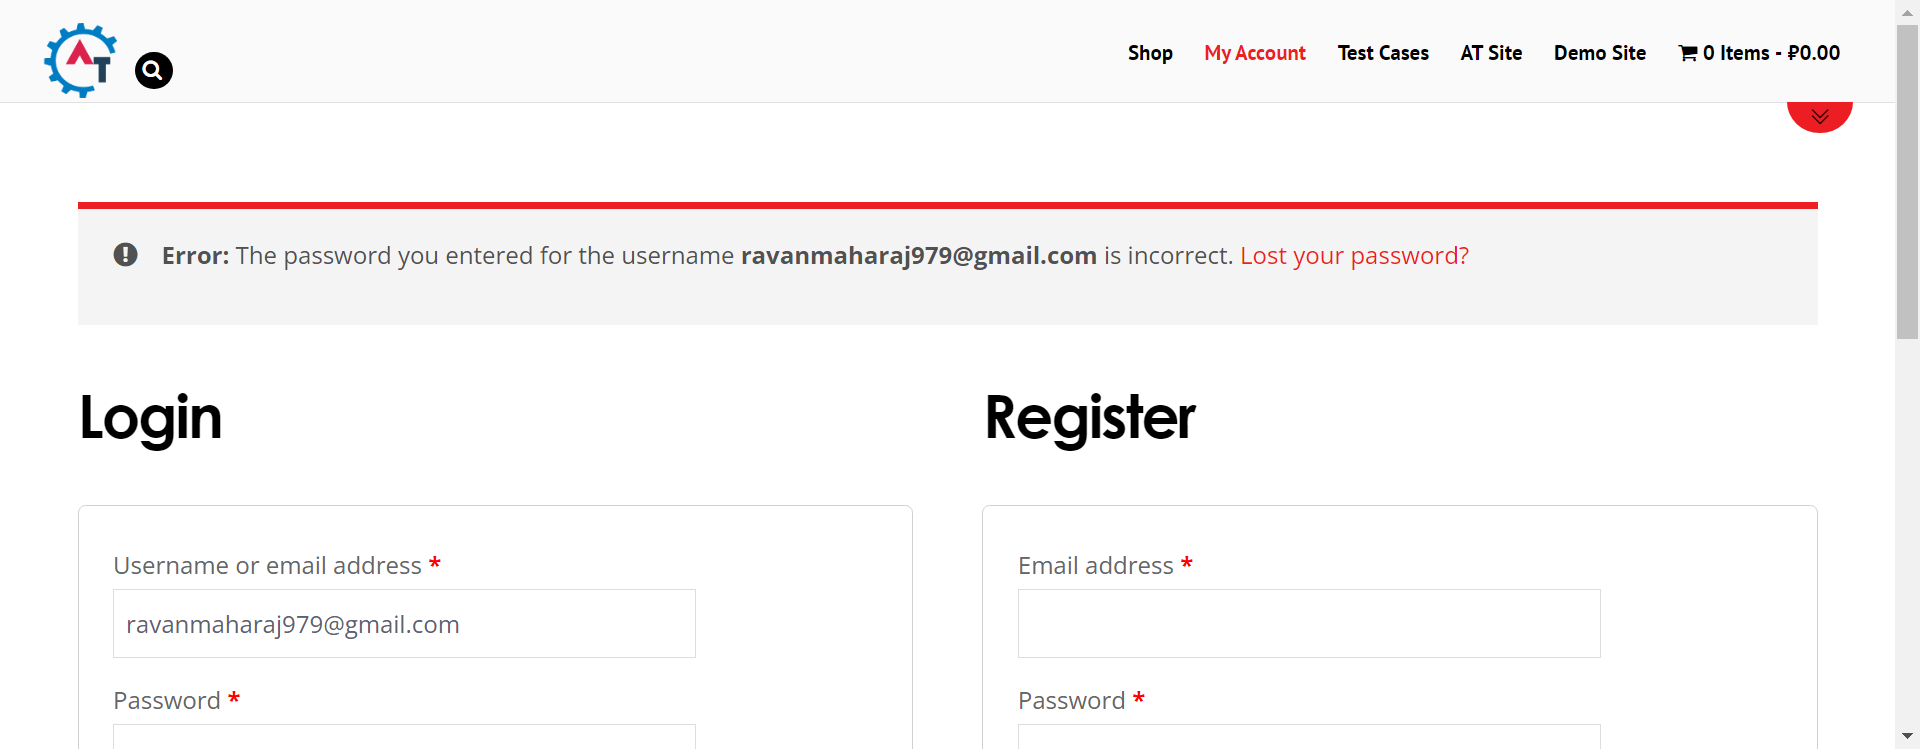 AT
Shop My Account Test Cases AT Site Demo Site 0 Items - ₽0.00
Error: The password you entered for the username ravanmaharaj979@gmail.com is incorrect. Lost your password?
Login
Register
Username or email address *
Email address *
ravanmaharaj979@gmail.com
Password *
Password *